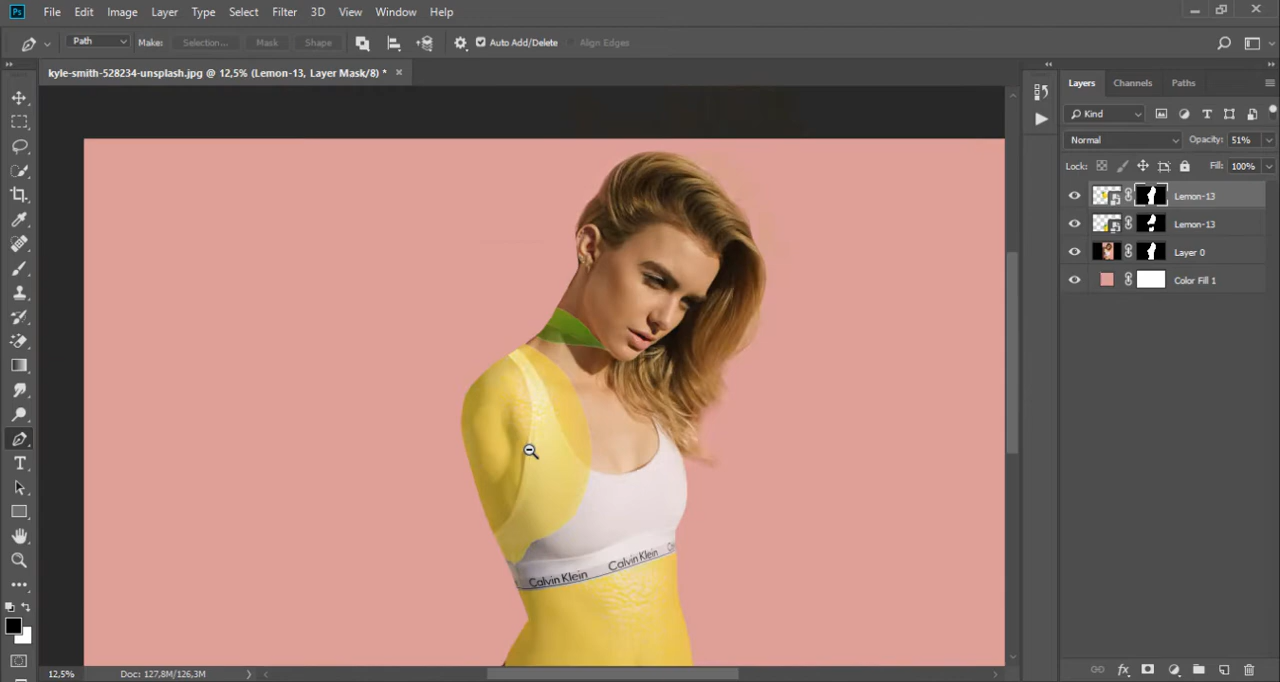 Ps File Edit Image Layer Type Select Filter 3D View Window Help
Path Make: Selection... Mask Shape Auto Add/Delete Align Edges
kyle-smith-528234-unsplash.jpg @ 12,5% (Lemon-13, Layer Mask/8) *
Layers Channels Paths
Kind
Normal Opacity: 51%
Lock: Fill: 100%
Lemon-13
Lemon-13
Layer 0
Color Fill 1
Calvin Klein Calvin Klein
12,5% Doc: 127,8M/126,3M